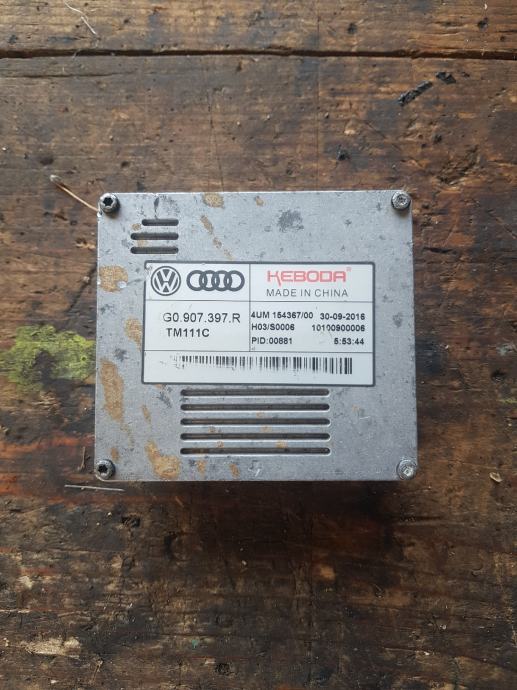 KEBODA
MADE IN CHINA
G0.907.397.R
TM111C
4UM 154367/00 30-09-2016
H03/S0006 10100900006
PID:00881 5:53:44